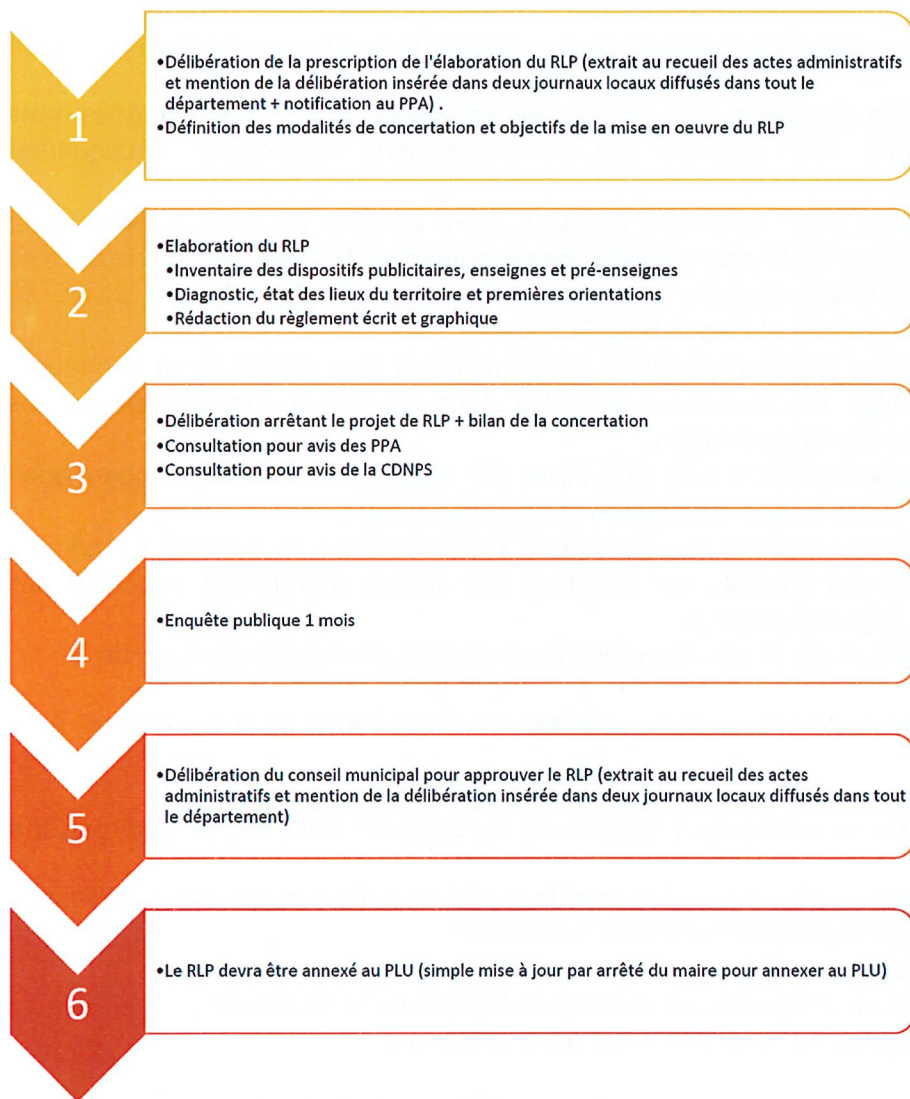 1
•Délibération de la prescription de l'élaboration du RLP (extrait au recueil des actes administratifs
et mention de la délibération insérée dans deux journaux locaux diffusés dans tout le
département + notification au PPA) .
•Définition des modalités de concertation et objectifs de la mise en oeuvre du RLP
2
•Elaboration du RLP
•Inventaire des dispositifs publicitaires, enseignes et pré-enseignes
•Diagnostic, état des lieux du territoire et premières orientations
•Rédaction du règlement écrit et graphique
3
•Délibération arrêtant le projet de RLP + bilan de la concertation
•Consultation pour avis des PPA
•Consultation pour avis de la CDNPS
4
•Enquête publique 1 mois
5
•Délibération du conseil municipal pour approuver le RLP (extrait au recueil des actes
administratifs et mention de la délibération insérée dans deux journaux locaux diffusés dans tout
le département)
6
•Le RLP devra être annexé au PLU (simple mise à jour par arrêté du maire pour annexer au PLU)